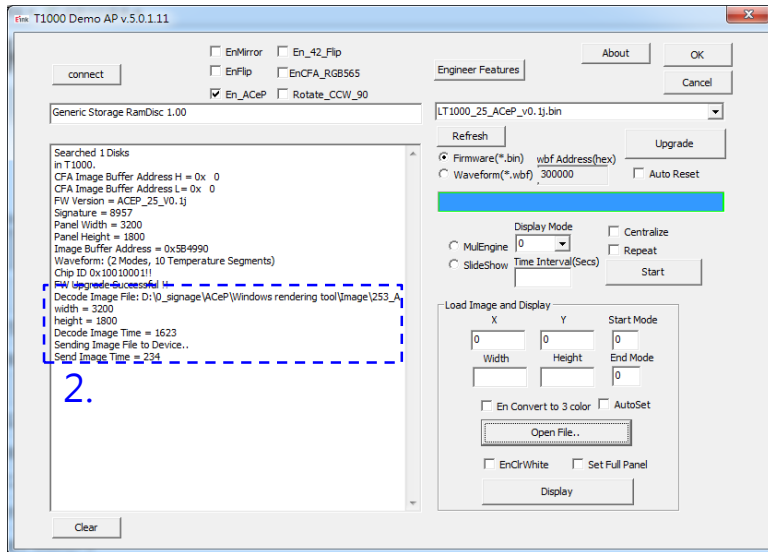 Eink T1000 Demo AP v.5.0.1.11
connect
EnMirror
En_42_Flip
EnFlip
EnCFA_RGB565
En_ACeP
Rotate_CCW_90
Generic Storage RamDisc 1.00
Searched 1 Disks
in T1000.
CFA Image Buffer Address H = 0x   0
CFA Image Buffer Address L= 0x   0
FW Version = ACEP_25_V0.1j
Signature = 8957
Panel Width = 3200
Panel Height = 1800
Image Buffer Address = 0x5B4990
Waveform: (2 Modes, 10 Temperature Segments)
Chip ID 0x10010001!!
FW Upgrade Successful !!
Decode Image File: D:\0_signage\ACeP\Windows rendering tool\Image\253_A
width = 3200
height = 1800
Decode Image Time = 1623
Sending Image File to Device..
Send Image Time = 234
2.
Clear
Engineer Features
About
OK
Cancel
LT1000_25_ACeP_v0.1j.bin
Refresh
Upgrade
Firmware(*.bin)
wbf Address(hex)
Waveform(*.wbf)
300000
Auto Reset
Display Mode
MulEngine
0
Centralize
Repeat
SlideShow
Time Interval(Secs)
Start
Load Image and Display
X
Y
Start Mode
0
0
0
Width
Height
End Mode
0
En Convert to 3 color
AutoSet
Open File..
EnClrWhite
Set Full Panel
Display